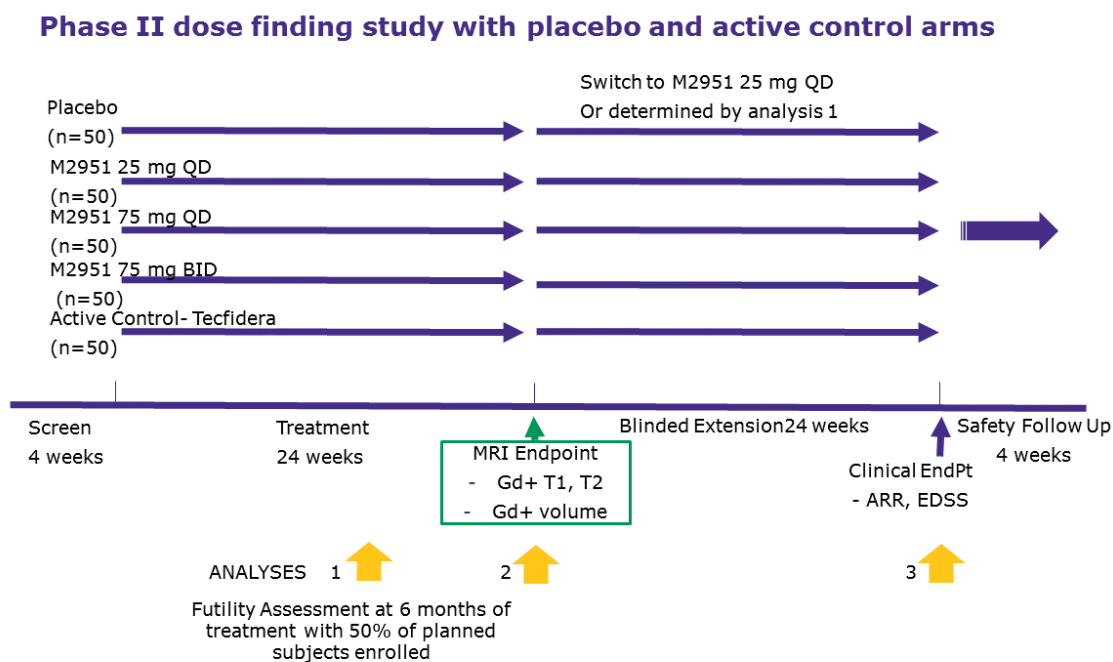 Phase II dose finding study with placebo and active control arms
Switch to M2951 25 mg QD
Or determined by analysis 1
Placebo
(n=50)
M2951 25 mg QD
(n=50)
M2951 75 mg QD
(n=50)
M2951 75 mg BID
(n=50)
Active Control- Tecfidera
(n=50)
Screen
4 weeks
Treatment
24 weeks
MRI Endpoint
- Gd+ T1, T2
- Gd+ volume
Blinded Extension24 weeks
Clinical EndPt
- ARR, EDSS
Safety Follow Up
4 weeks
ANALYSES 1 2 3
Futility Assessment at 6 months of
treatment with 50% of planned
subjects enrolled